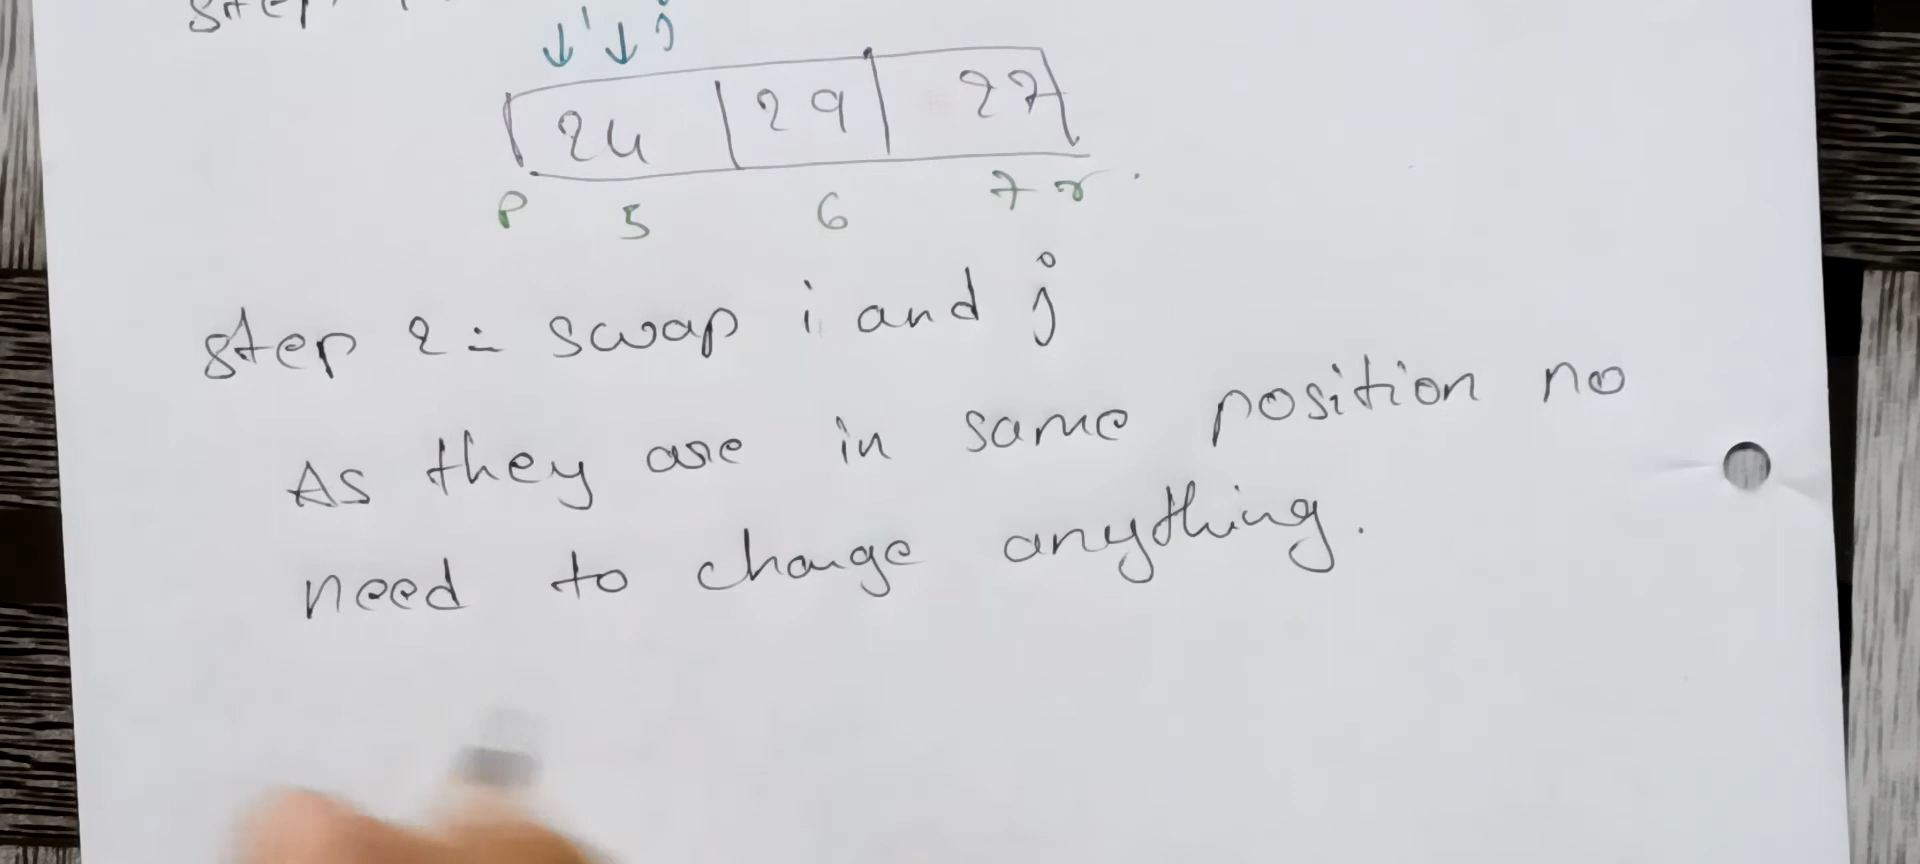 step
↓ i ↓ j
24 | 29 | 27
p 5 6 7 r
step 2 :- swap i and j
As they are in same position no
need to change anything.